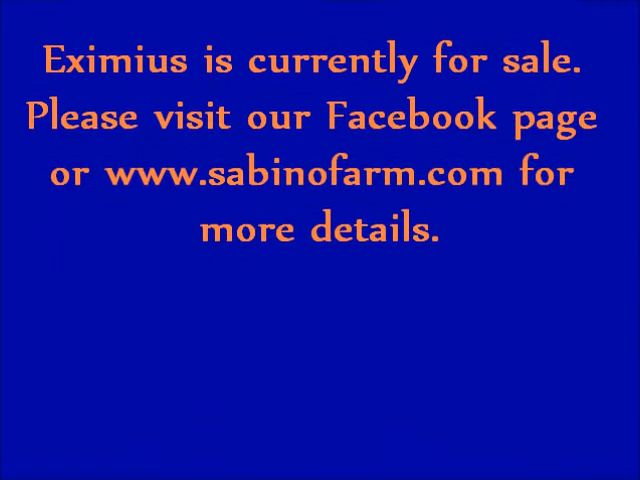 Eximius is currently for sale.
Please visit our Facebook page
or www.sabinofarm.com for
more details.